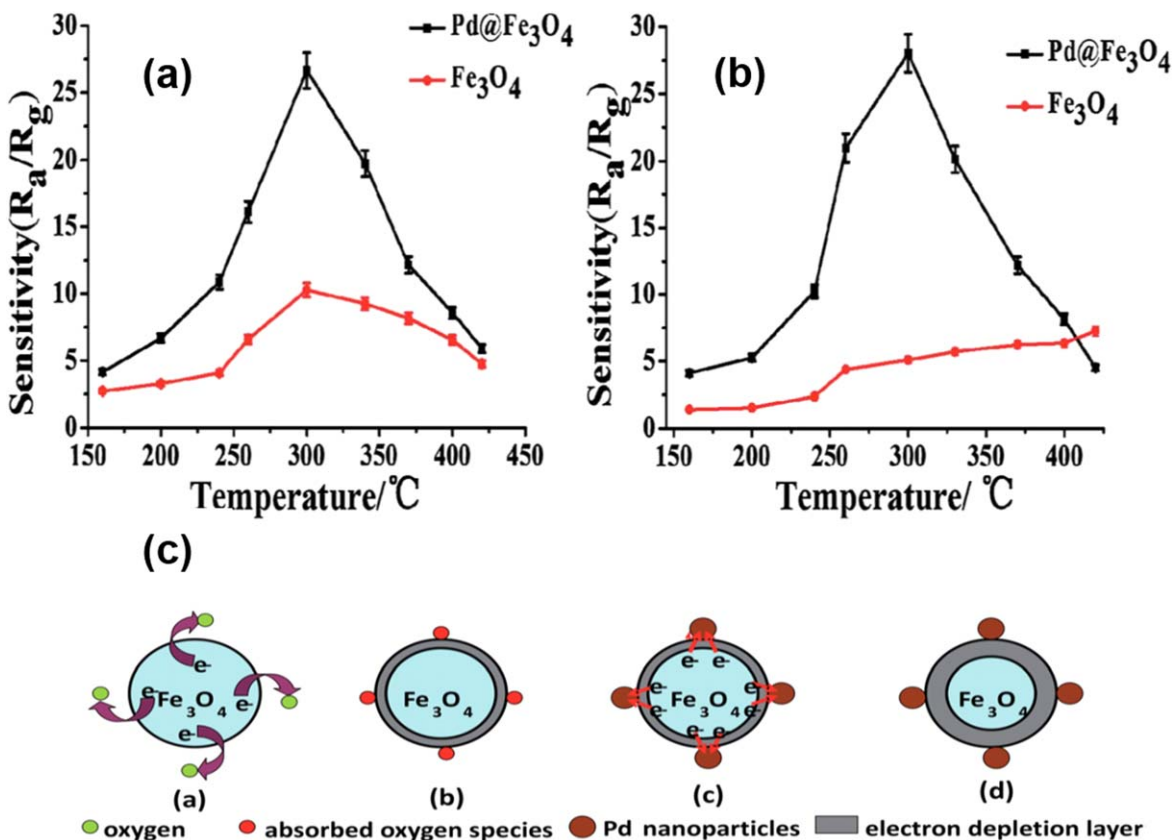 (a)
Pd@Fe₃O₄
Fe₃O₄
30
25
20
15
10
5
0
Sensitivity(Rₐ/R_g)
150 200 250 300 350 400 450
Temperature/℃
(b)
Pd@Fe₃O₄
Fe₃O₄
30
25
20
15
10
5
0
Sensitivity(Rₐ/R_g)
150 200 250 300 350 400
Temperature/ ℃
(c)
e-
e- Fe₃O₄ e-
e-
(a)
Fe₃O₄
(b)
e- e-
e- Fe₃O₄ e-
e- e-
e- e-
(c)
Fe₃O₄
(d)
oxygen absorbed oxygen species Pd nanoparticles electron depletion layer